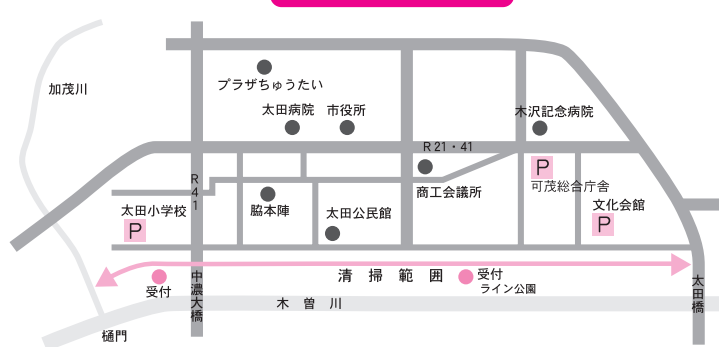 加茂川
プラザちゅうたい
太田病院
市役所
木沢記念病院
R21・41
R41
商工会議所
P
可茂総合庁舎
太田小学校
P
脇本陣
太田公民館
文化会館
P
清掃範囲
受付
ライン公園
受付
中濃大橋
太田橋
木曽川
樋門